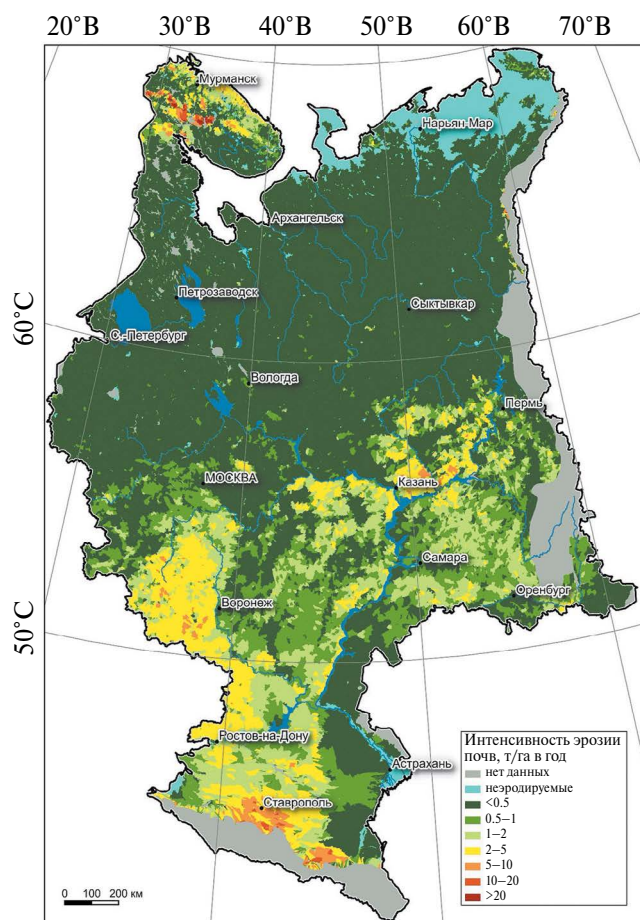 20°В 30°В 40°В 50°В 60°В 70°В
Мурманск
Нарьян-Мар
Архангельск
Петрозаводск
Сыктывкар
60°С
С.-Петербург
Вологда
Пермь
МОСКВА
Казань
Самара
Оренбург
Воронеж
50°С
Ростов-на-Дону
Астрахань
Ставрополь
Интенсивность эрозии
почв, т/га в год
нет данных
неэродируемые
<0.5
0.5–1
1–2
2–5
5–10
10–20
>20
0 100 200 км